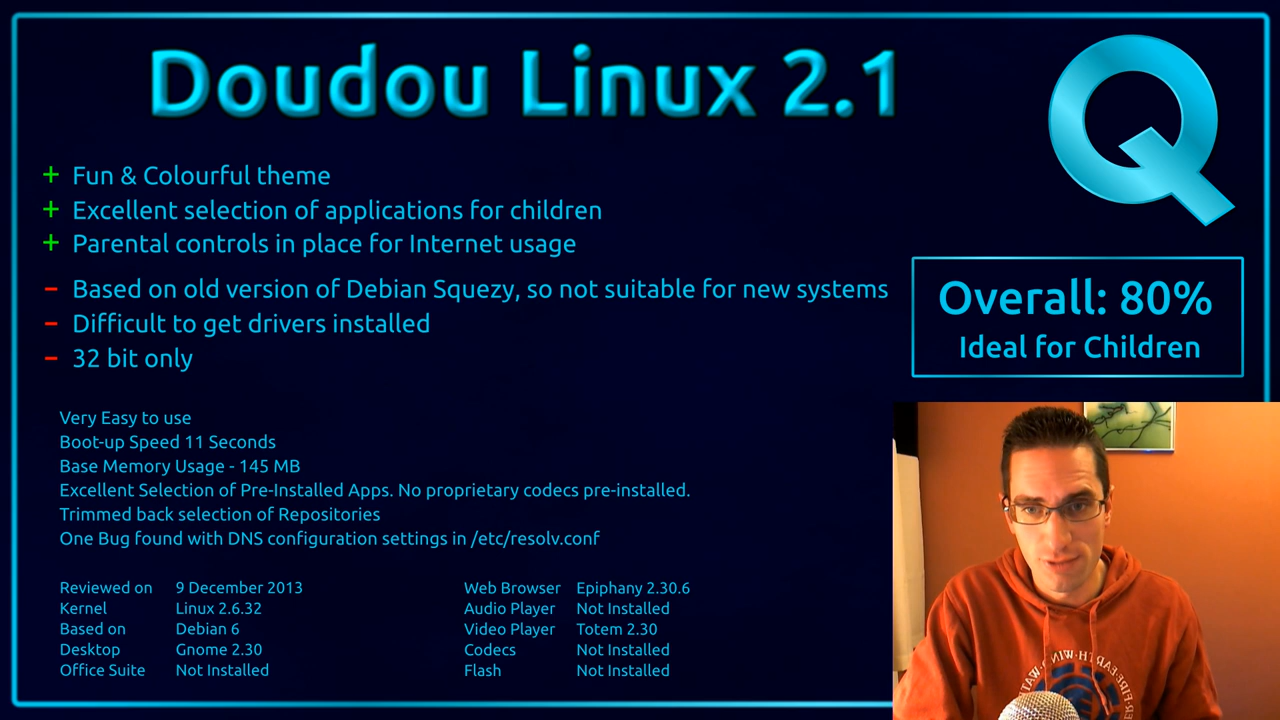 Doudou Linux 2.1
Q
+ Fun & Colourful theme
+ Excellent selection of applications for children
+ Parental controls in place for Internet usage
- Based on old version of Debian Squezy, so not suitable for new systems
- Difficult to get drivers installed
- 32 bit only
Overall: 80%
Ideal for Children
Very Easy to use
Boot-up Speed 11 Seconds
Base Memory Usage - 145 MB
Excellent Selection of Pre-Installed Apps. No proprietary codecs pre-installed.
Trimmed back selection of Repositories
One Bug found with DNS configuration settings in /etc/resolv.conf
Reviewed on 9 December 2013
Kernel Linux 2.6.32
Based on Debian 6
Desktop Gnome 2.30
Office Suite Not Installed
Web Browser Epiphany 2.30.6
Audio Player Not Installed
Video Player Totem 2.30
Codecs Not Installed
Flash Not Installed